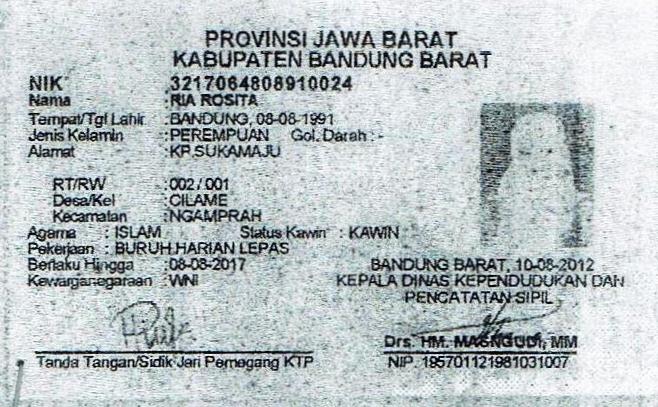 PROVINSI JAWA BARAT
KABUPATEN BANDUNG BARAT
NIK : 3217064808910024
Nama : RIA ROSITA
Tempat/Tgl Lahir : BANDUNG, 08-08-1991
Jenis Kelamin : PEREMPUAN Gol. Darah : -
Alamat : KP.SUKAMAJU
RT/RW : 002 / 001
Desa/Kel : CILAME
Kecamatan : NGAMPRAH
Agama : ISLAM Status Kawin : KAWIN
Pekerjaan : BURUH HARIAN LEPAS
Berlaku Hingga : 08-08-2017
Kewarganegaraan : WNI
BANDUNG BARAT, 10-08-2012
KEPALA DINAS KEPENDUDUKAN DAN
PENCATATAN SIPIL,
Drs. HM. MASNGUDI, MM
NIP. 195701121981031007
Tanda Tangan/Sidik Jari Pemegang KTP